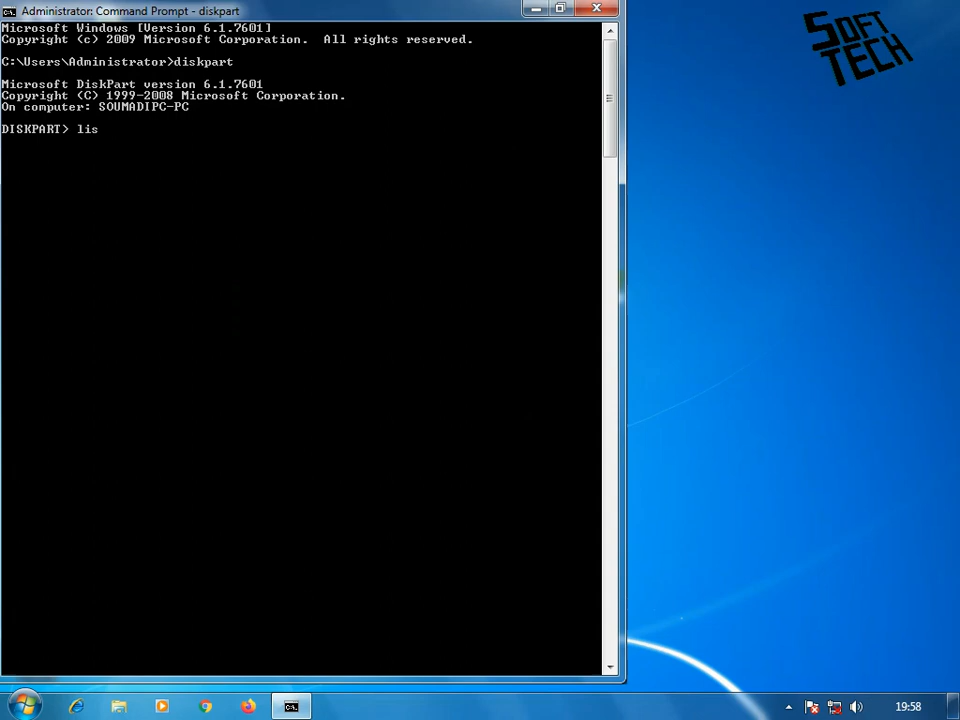 Administrator: Command Prompt - diskpart
Microsoft Windows [Version 6.1.7601]
Copyright (c) 2009 Microsoft Corporation.  All rights reserved.
C:\Users\Administrator>diskpart
Microsoft DiskPart version 6.1.7601
Copyright (C) 1999-2008 Microsoft Corporation.
On computer: SOUMADIPC-PC
DISKPART> lis
SOFT
TECH
19:58